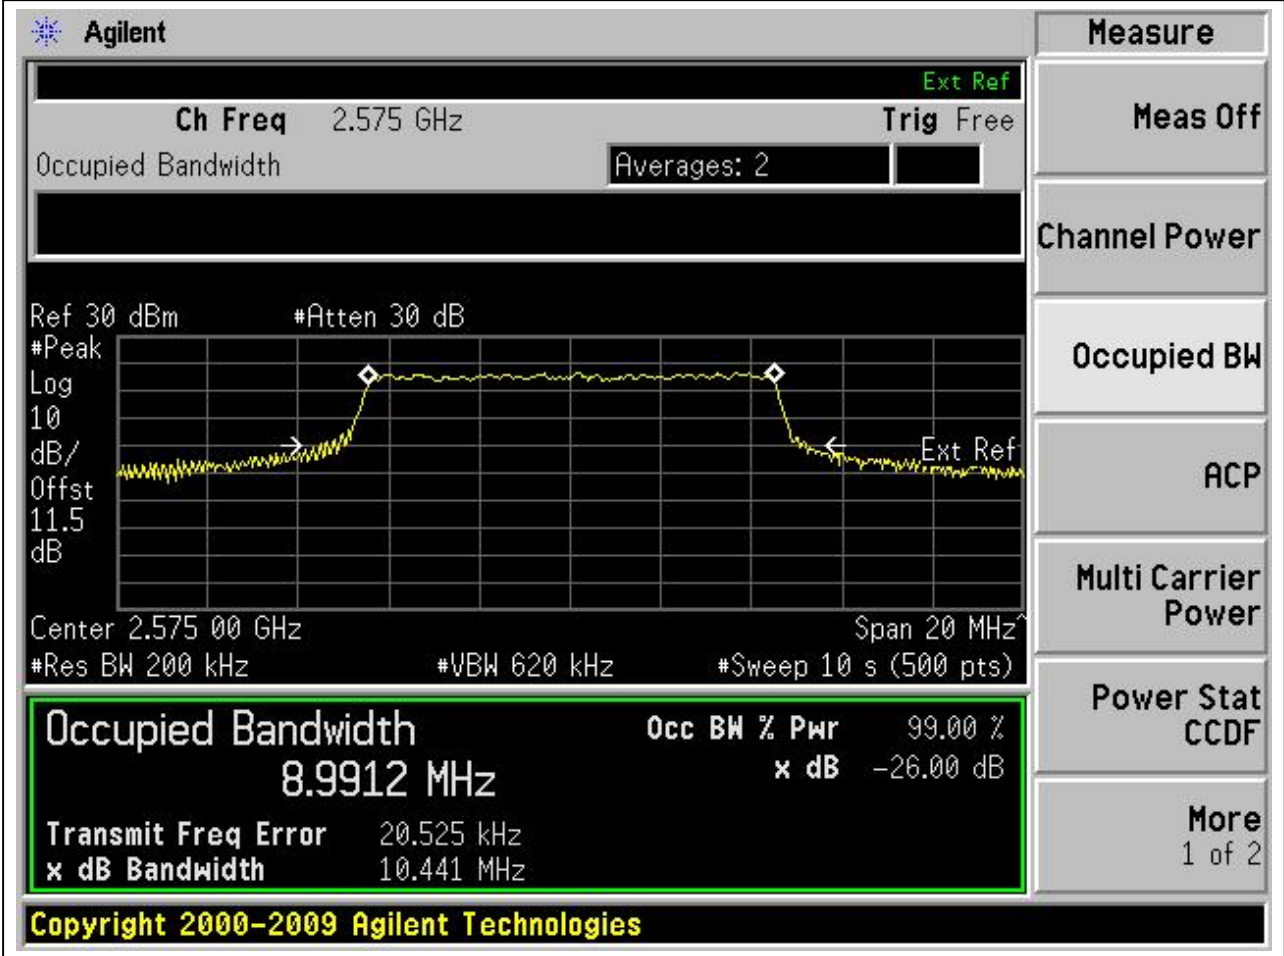 Agilent
Measure
Ext Ref
Ch Freq 2.575 GHz Trig Free
Meas Off
Occupied Bandwidth Averages: 2
Channel Power
Ref 30 dBm #Atten 30 dB
#Peak
Log
10
dB/
Offst
11.5
dB
Ext Ref
Occupied BW
ACP
Center 2.575 00 GHz Span 20 MHz^
#Res BW 200 kHz #VBW 620 kHz #Sweep 10 s (500 pts)
Multi Carrier
Power
Occupied Bandwidth Occ BW % Pwr 99.00 %
8.9912 MHz x dB -26.00 dB
Transmit Freq Error 20.525 kHz
x dB Bandwidth 10.441 MHz
Power Stat
CCDF
More
1 of 2
Copyright 2000-2009 Agilent Technologies